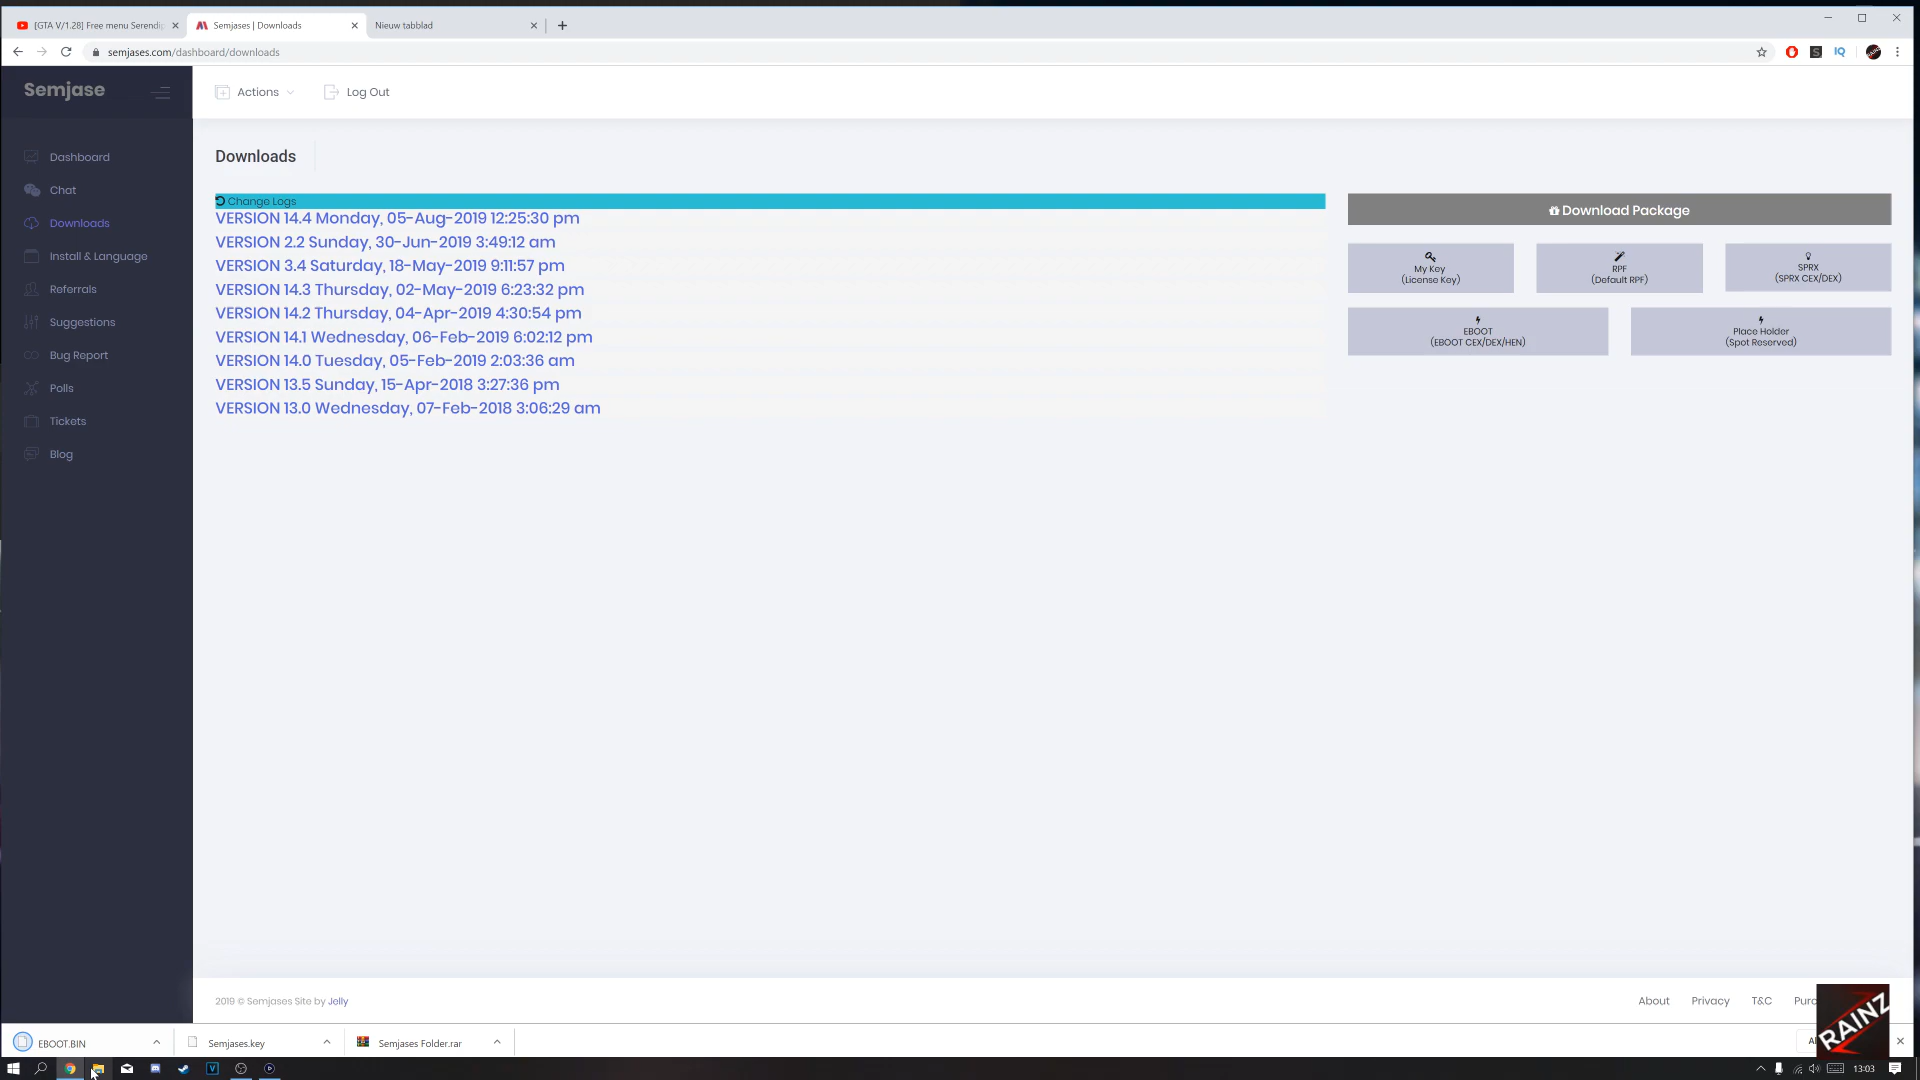 [GTA V/1.28] Free menu Serendip
Semjases | Downloads
Nieuw tabblad
semjases.com/dashboard/downloads
S
IQ
Semjase
Actions
Log Out
Dashboard
Chat
Downloads
Install & Language
Referrals
Suggestions
Bug Report
Polls
Tickets
Blog
Downloads
Change Logs
VERSION 14.4 Monday, 05-Aug-2019 12:25:30 pm
VERSION 2.2 Sunday, 30-Jun-2019 3:49:12 am
VERSION 3.4 Saturday, 18-May-2019 9:11:57 pm
VERSION 14.3 Thursday, 02-May-2019 6:23:32 pm
VERSION 14.2 Thursday, 04-Apr-2019 4:30:54 pm
VERSION 14.1 Wednesday, 06-Feb-2019 6:02:12 pm
VERSION 14.0 Tuesday, 05-Feb-2019 2:03:36 am
VERSION 13.5 Sunday, 15-Apr-2018 3:27:36 pm
VERSION 13.0 Wednesday, 07-Feb-2018 3:06:29 am
Download Package
My Key
(License Key)
RPF
(Default RPF)
SPRX
(SPRX CEX/DEX)
EBOOT
(EBOOT CEX/DEX/HEN)
Place Holder
(Spot Reserved)
2019 © Semjases Site by Jelly
About
Privacy
T&C
Purc
RAINZ
EBOOT.BIN
Semjases.key
Semjases Folder.rar
Al
V
13:03